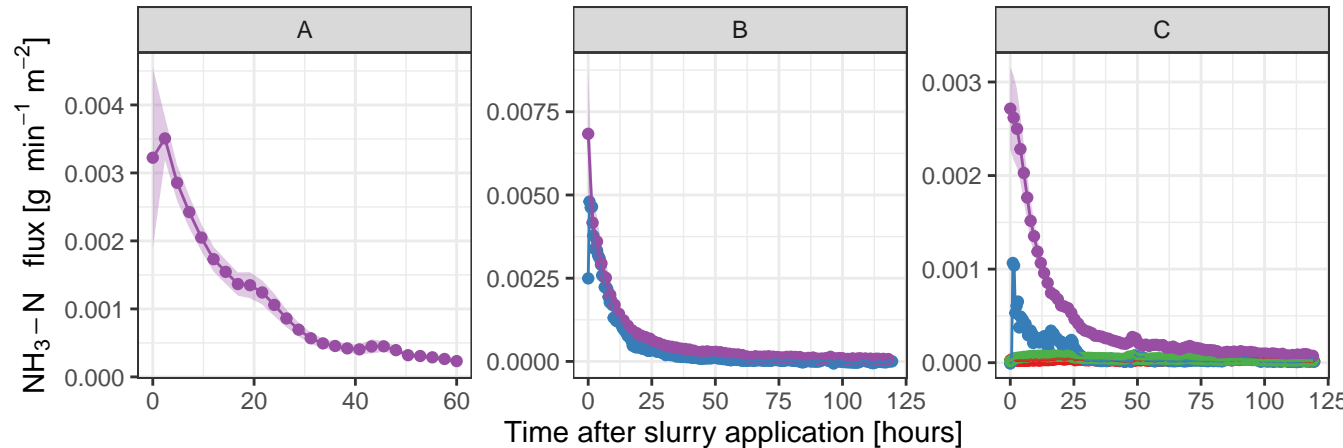 A
B
C
NH₃−N flux [g min⁻¹ m⁻²]
0.004
0.003
0.002
0.001
0.000
0.0075
0.0050
0.0025
0.0000
0.003
0.002
0.001
0.000
0 20 40 60
0 25 50 75 100 125
0 25 50 75 100 125
Time after slurry application [hours]